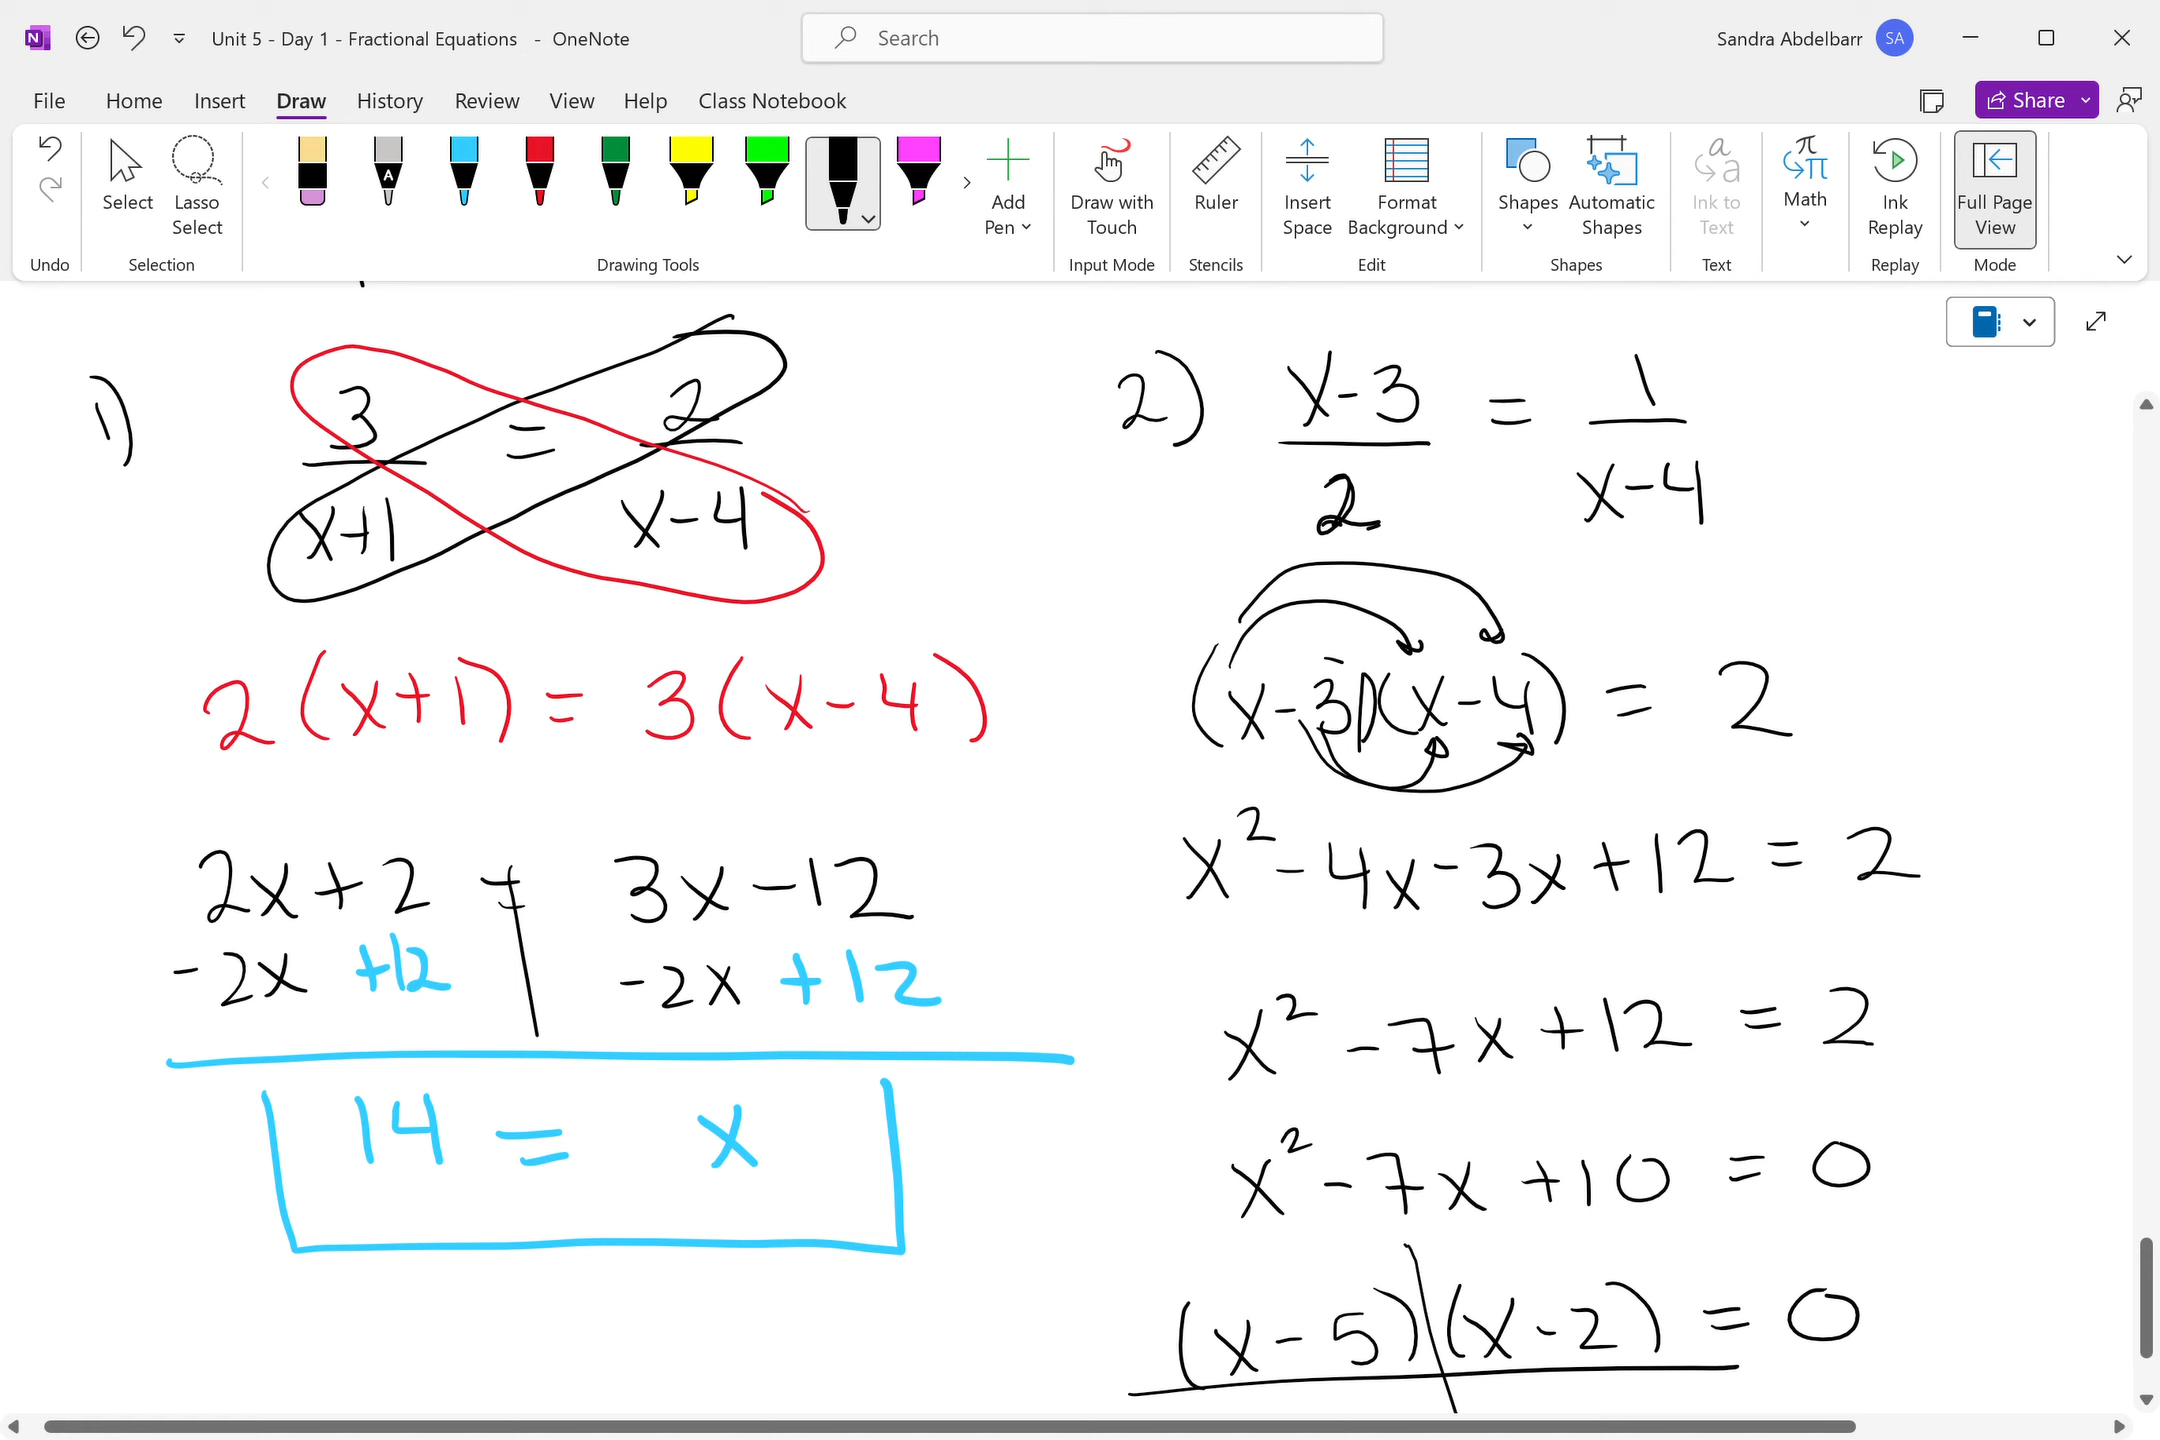 Unit 5 - Day 1 - Fractional Equations - OneNote
Search
Sandra Abdelbarr SA
File Home Insert Draw History Review View Help Class Notebook
Share
Select
Lasso Select
A
Add Pen
Draw with Touch
Ruler
Insert Space
Format Background
Shapes
Automatic Shapes
a a
Ink to Text
π π
Math
Ink Replay
Full Page View
Undo Selection Drawing Tools Input Mode Stencils Edit Shapes Text Replay Mode
1)
3 = 2
x+1 x-4
2(x+1) = 3(x-4)
2x+2 = 3x-12
-2x +12 -2x +12
14 = x
2)
x-3 = 1
2 x-4
(x-3)(x-4) = 2
x² - 4x - 3x + 12 = 2
x² - 7x + 12 = 2
x² - 7x + 10 = 0
(x-5)(x-2) = 0